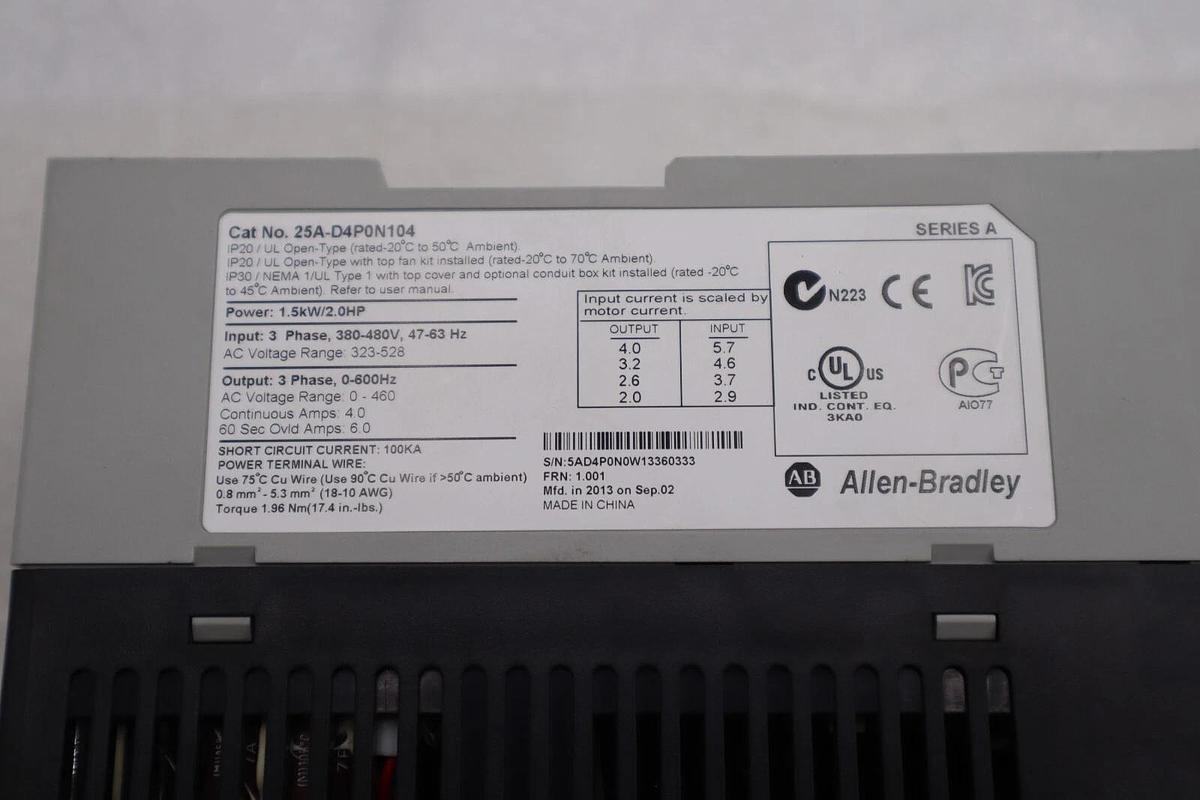 Cat No. 25A-D4P0N104
IP20 / UL Open-Type (rated-20°C to 50°C Ambient).
IP20 / UL Open-Type with top fan kit installed (rated-20°C to 70°C Ambient).
IP30 / NEMA 1/UL Type 1 with top cover and optional conduit box kit installed (rated -20°C
to 45°C Ambient). Refer to user manual.
Power: 1.5kW/2.0HP
Input: 3 Phase, 380-480V, 47-63 Hz
AC Voltage Range: 323-528
Output: 3 Phase, 0-600Hz
AC Voltage Range: 0 - 460
Continuous Amps: 4.0
60 Sec Ovld Amps: 6.0
SHORT CIRCUIT CURRENT: 100KA
POWER TERMINAL WIRE:
Use 75°C Cu Wire (Use 90°C Cu Wire if >50°C ambient)
0.8 mm² - 5.3 mm² (18-10 AWG)
Torque 1.96 Nm(17.4 in.-lbs.)
Input current is scaled by
motor current.
OUTPUT INPUT
4.0 5.7
3.2 4.6
2.6 3.7
2.0 2.9
S/N:5AD4P0N0W13360333
FRN: 1.001
Mfd. in 2013 on Sep.02
MADE IN CHINA
SERIES A
N223 CE
C UL US
LISTED
IND. CONT. EQ.
3KA0
AIO77
AB Allen-Bradley